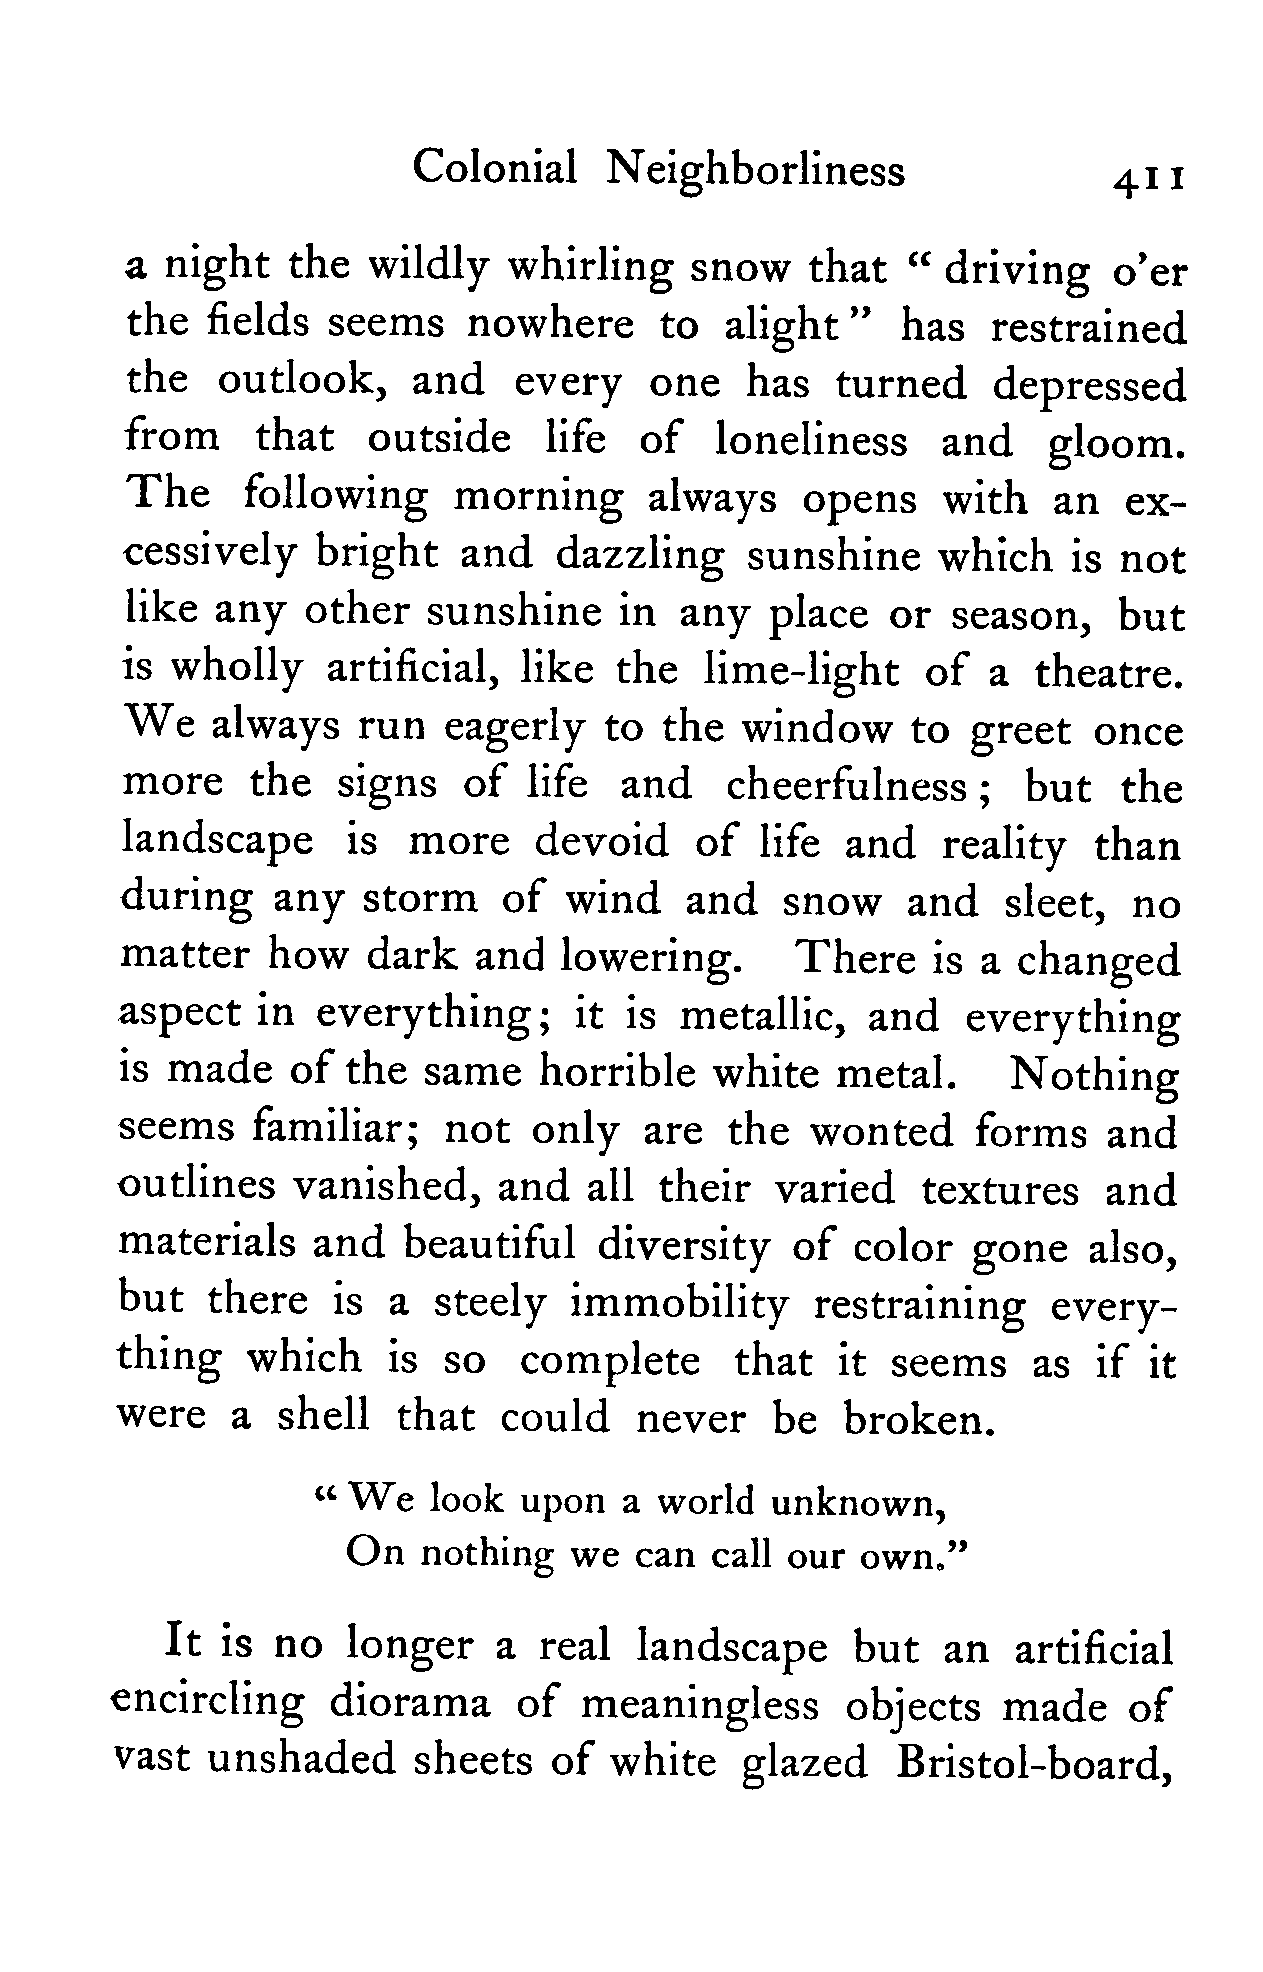 Colonial Neighborliness 411
a night the wildly whirling snow that “ driving o’er
the fields seems nowhere to alight ” has restrained
the outlook, and every one has turned depressed
from that outside life of loneliness and gloom.
The following morning always opens with an ex-
cessively bright and dazzling sunshine which is not
like any other sunshine in any place or season, but
is wholly artificial, like the lime-light of a theatre.
We always run eagerly to the window to greet once
more the signs of life and cheerfulness ; but the
landscape is more devoid of life and reality than
during any storm of wind and snow and sleet, no
matter how dark and lowering. There is a changed
aspect in everything; it is metallic, and everything
is made of the same horrible white metal. Nothing
seems familiar; not only are the wonted forms and
outlines vanished, and all their varied textures and
materials and beautiful diversity of color gone also,
but there is a steely immobility restraining every-
thing which is so complete that it seems as if it
were a shell that could never be broken.
“ We look upon a world unknown,
On nothing we can call our own.”
It is no longer a real landscape but an artificial
encircling diorama of meaningless objects made of
vast unshaded sheets of white glazed Bristol-board,